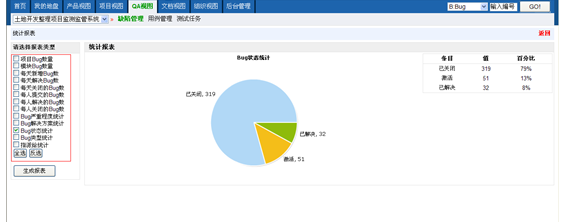 首页 我的地盘 产品视图 项目视图 QA视图 文档视图 组织视图 后台管理 B:Bug 输入编号 GO!
土地开发整理项目监测监管系统 缺陷管理 用例管理 测试任务
统计报表 返回
请选择报表类型 统计报表
项目Bug数量
模块Bug数量
每天新增Bug数
每天解决Bug数
每天关闭的Bug数
每人提交的Bug数
每人解决的Bug数
每人关闭的Bug数
Bug严重程度统计
Bug解决方案统计
Bug状态统计
Bug类型统计
指派给统计
全选 反选
生成报表
Bug状态统计
已关闭, 319
已解决, 32
激活, 51
条目 值 百分比
已关闭 319 79%
激活 51 13%
已解决 32 8%